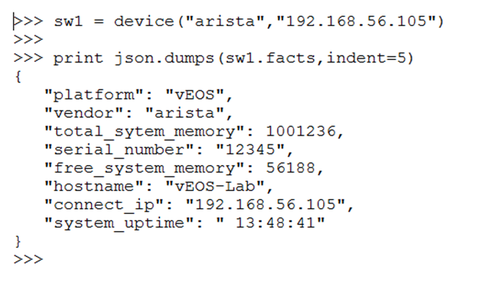 >>> sw1 = device("arista","192.168.56.105")
>>>
>>> print json.dumps(sw1.facts,indent=5)
{
   "platform": "vEOS",
   "vendor": "arista",
   "total_sytem_memory": 1001236,
   "serial_number": "12345",
   "free_system_memory": 56188,
   "hostname": "vEOS-Lab",
   "connect_ip": "192.168.56.105",
   "system_uptime": " 13:48:41"
}
>>>